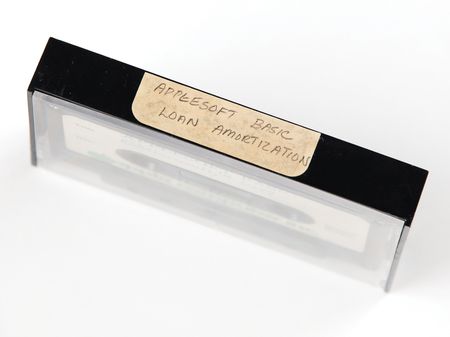 APPLESOFT BASIC
LOAN AMORTIZATION